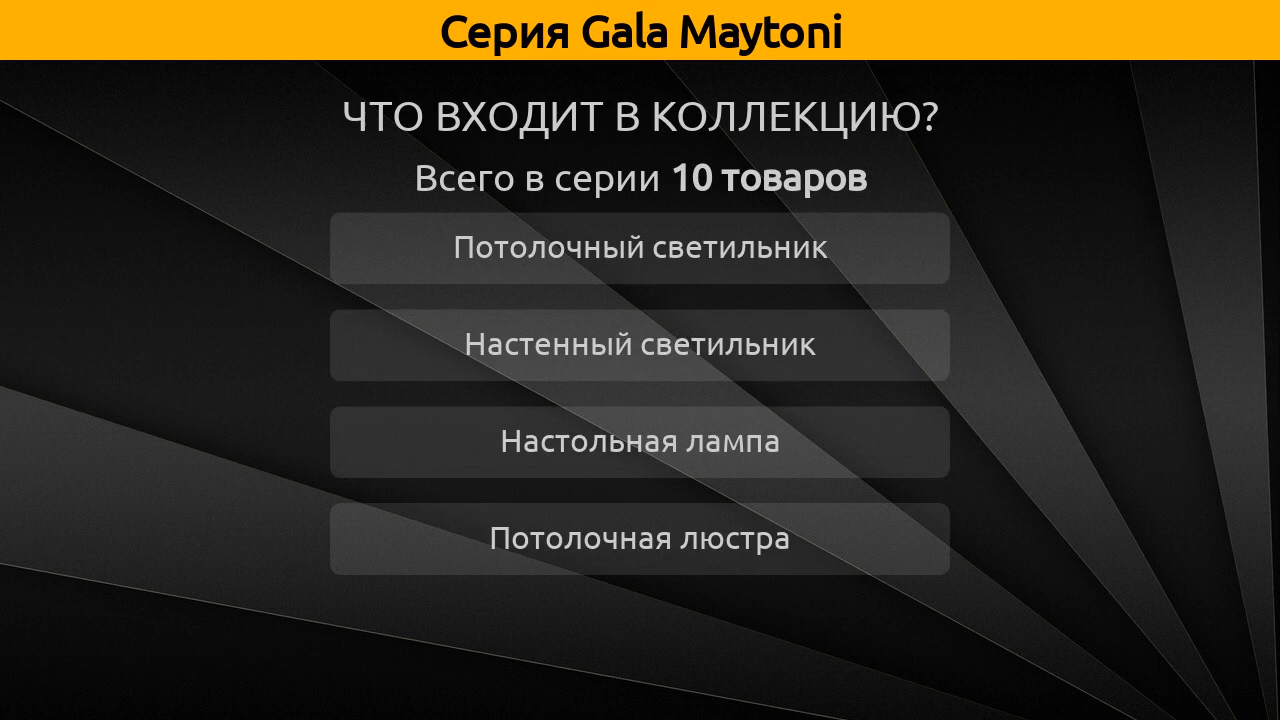 Серия Gala Maytoni
ЧТО ВХОДИТ В КОЛЛЕКЦИЮ?
Всего в серии 10 товаров
Потолочный светильник
Настенный светильник
Настольная лампа
Потолочная люстра